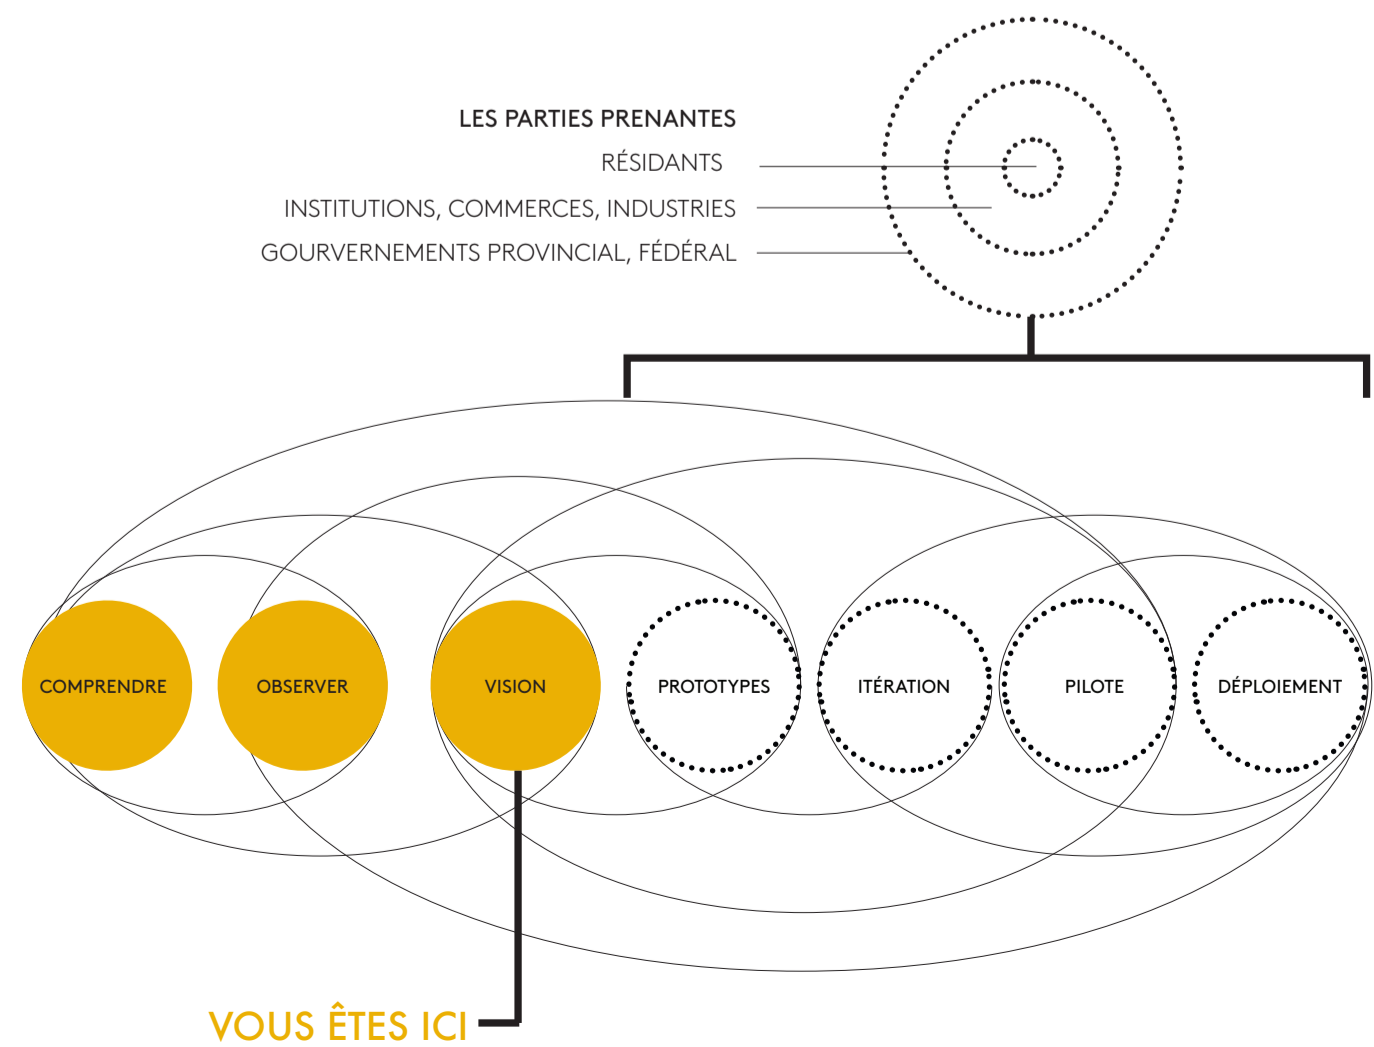 LES PARTIES PRENANTES
RÉSIDANTS
INSTITUTIONS, COMMERCES, INDUSTRIES
GOURVERNEMENTS PROVINCIAL, FÉDÉRAL
COMPRENDRE
OBSERVER
VISION
PROTOTYPES
ITÉRATION
PILOTE
DÉPLOIEMENT
VOUS ÊTES ICI